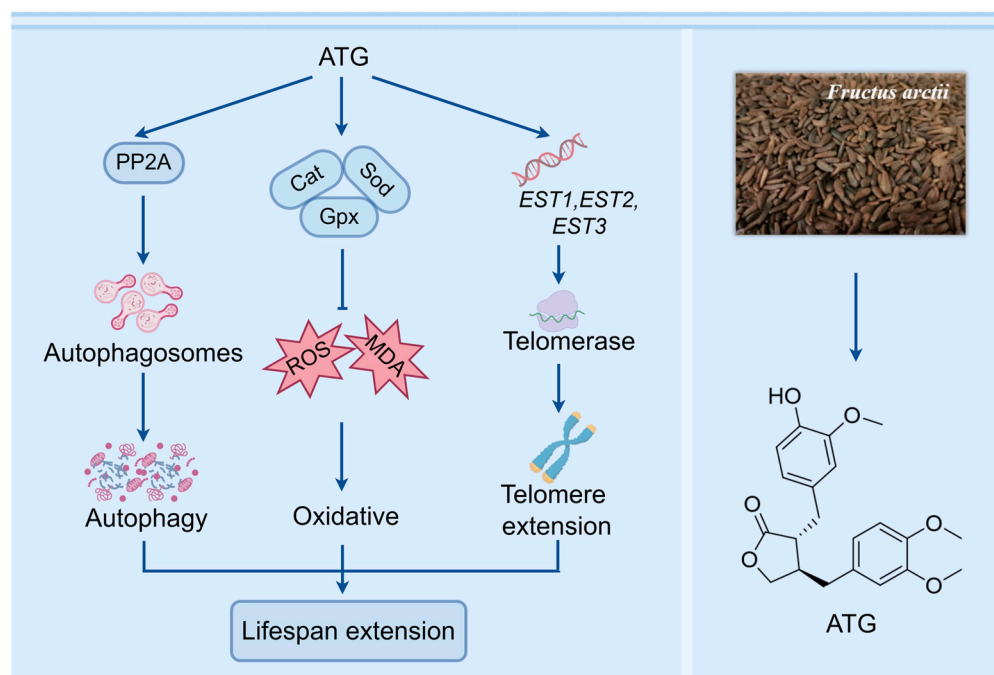 ATG
PP2A
Cat
Sod
Gpx
EST1,EST2,
EST3
Autophagosomes
ROS
MDA
Telomerase
Autophagy
Oxidative
Telomere
extension
Lifespan extension
Fructus arctii
HO
O
O
O
O
O
ATG